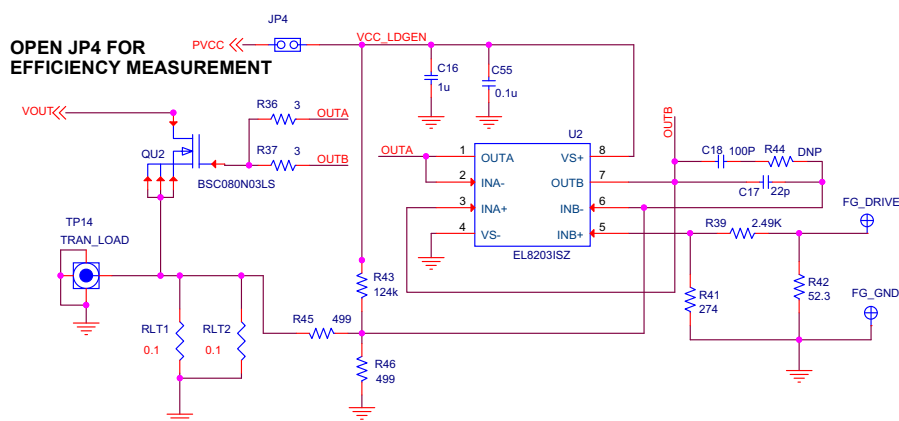 JP4
OPEN JP4 FOR
EFFICIENCY MEASUREMENT
PVCC
VCC_LDGEN
C16
1u
C55
0.1u
VOUT
R36 3 OUTA
R37 3 OUTB
QU2
BSC080N03LS
OUTA
U2
1 OUTA VS+ 8
2 INA- OUTB 7
3 INA+ INB- 6
4 VS- INB+ 5
EL8203ISZ
OUTB
C18 100P R44 DNP
C17 22p
FG_DRIVE
R39 2.49K
TP14
TRAN_LOAD
R43
124k
R41
274
R42
52.3
FG_GND
RLT1
0.1
RLT2
0.1
R45 499
R46
499